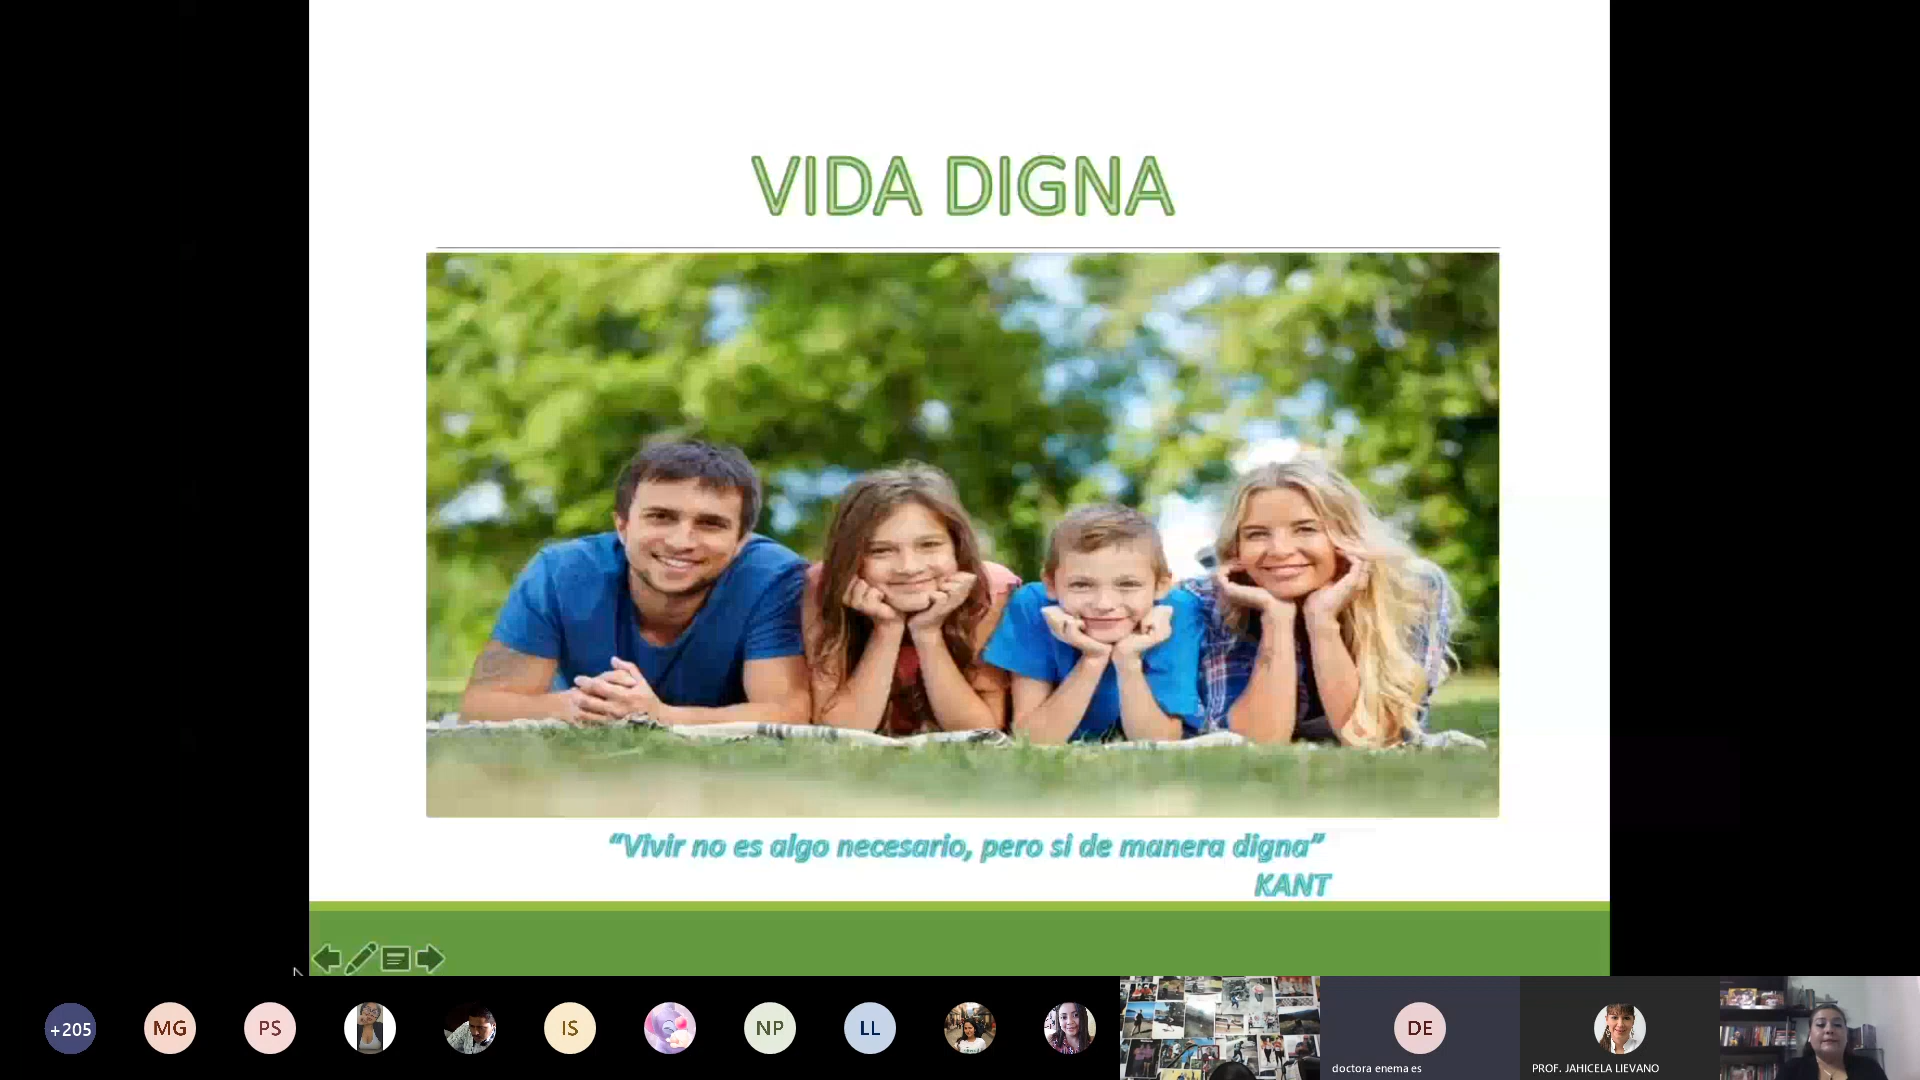 VIDA DIGNA
“Vivir no es algo necesario, pero si de manera digna”
KANT
+205
MG
PS
IS
NP
LL
DE
doctora enema es
PROF. JAHICELA LIEVANO